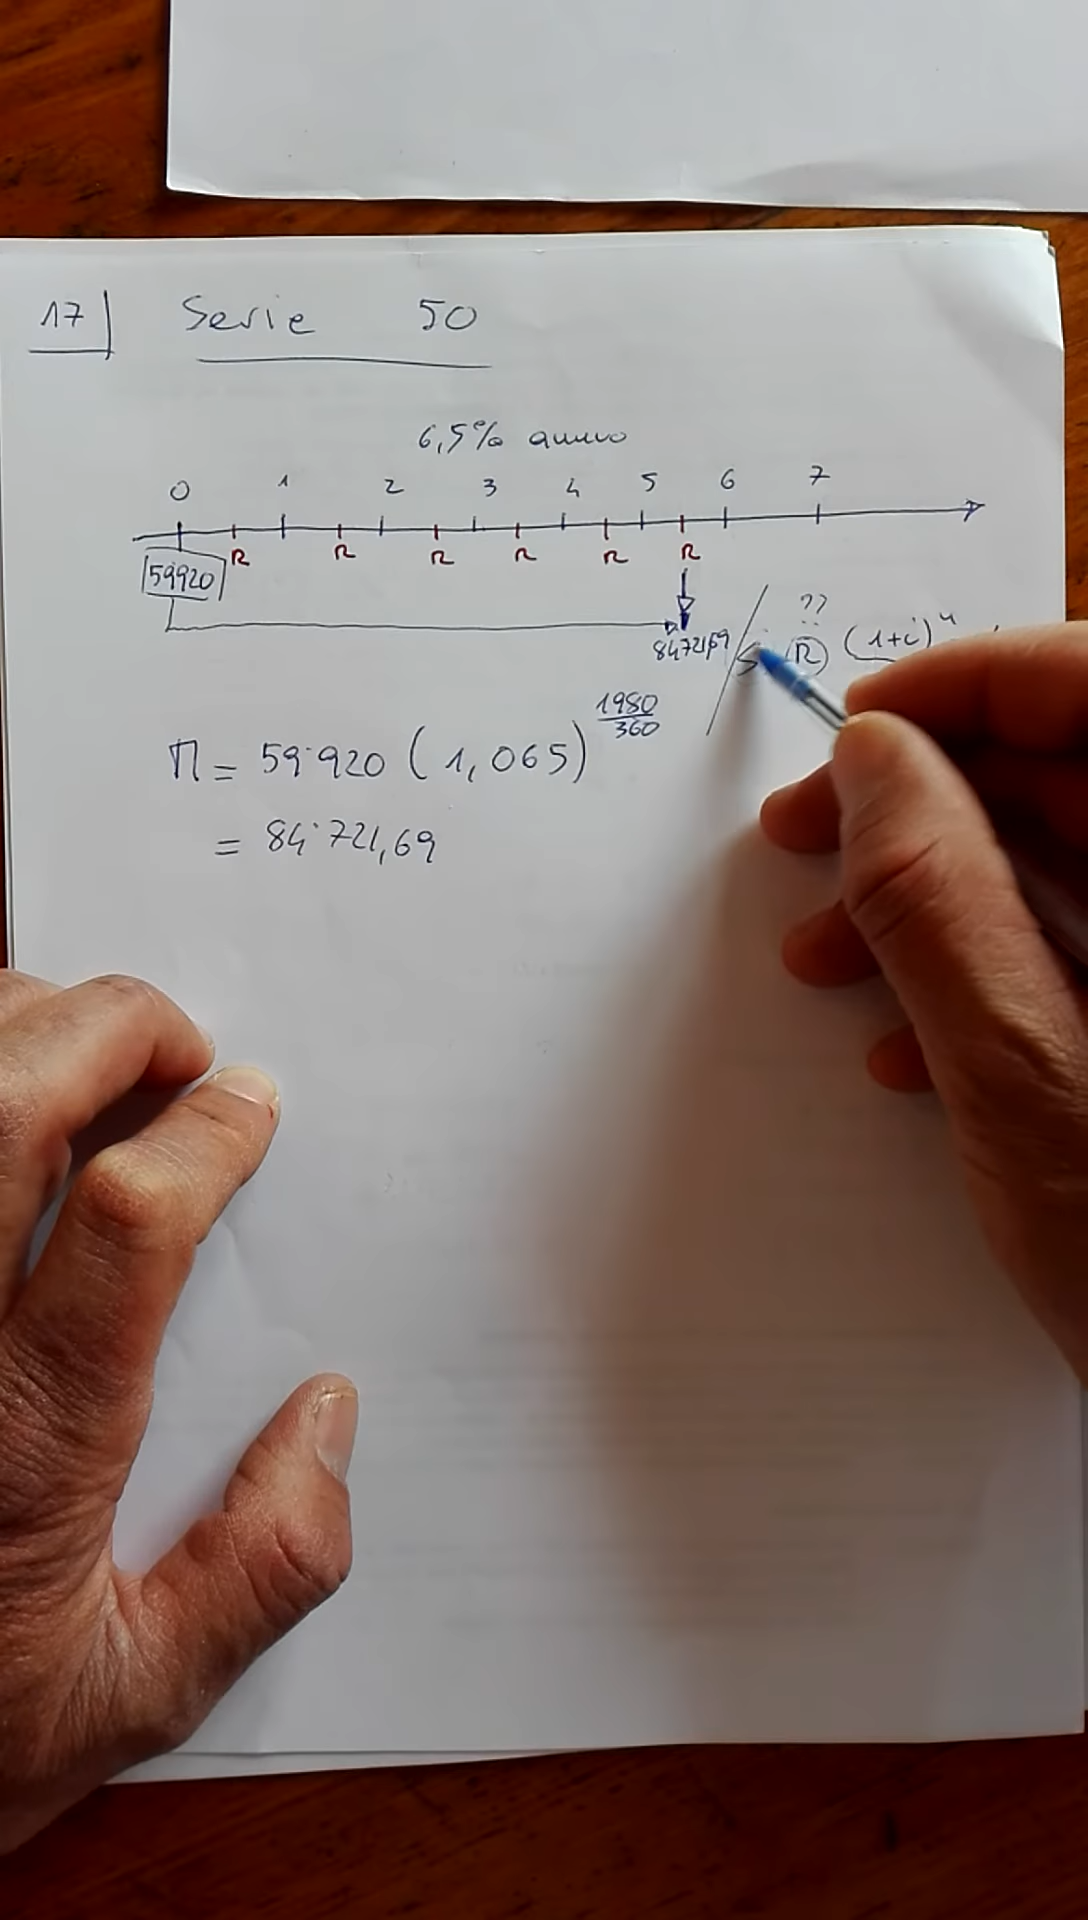 17 Serie 50
6,5% annuo
0 1 2 3 4 5 6 7
59920 R R R R R R
84721,69 S R (1+i)ⁿ
??
M = 59'920 (1,065)
1980
360
= 84'721,69